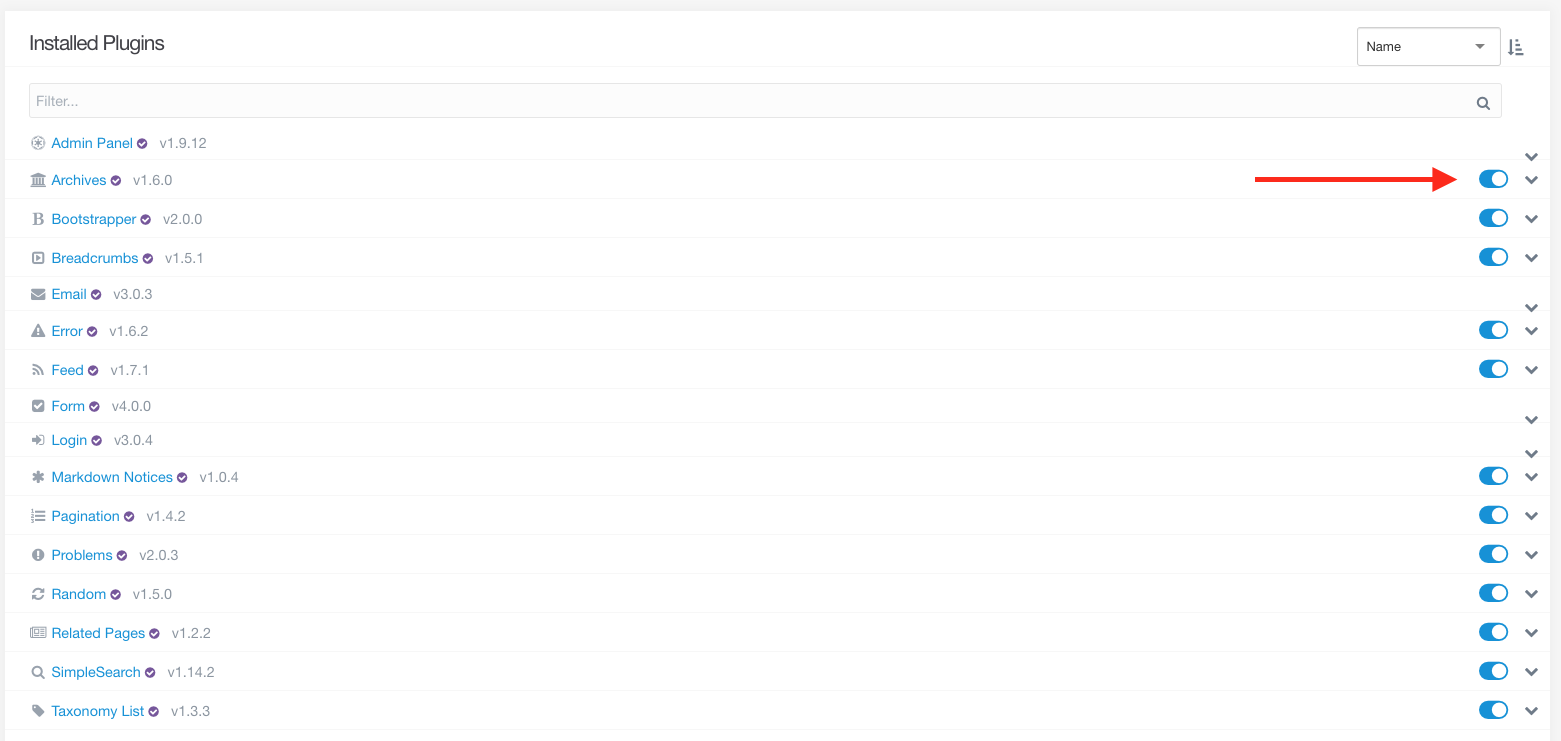 Installed Plugins
Name
Filter...
Admin Panel v1.9.12
Archives v1.6.0
Bootstrapper v2.0.0
Breadcrumbs v1.5.1
Email v3.0.3
Error v1.6.2
Feed v1.7.1
Form v4.0.0
Login v3.0.4
Markdown Notices v1.0.4
Pagination v1.4.2
Problems v2.0.3
Random v1.5.0
Related Pages v1.2.2
SimpleSearch v1.14.2
Taxonomy List v1.3.3